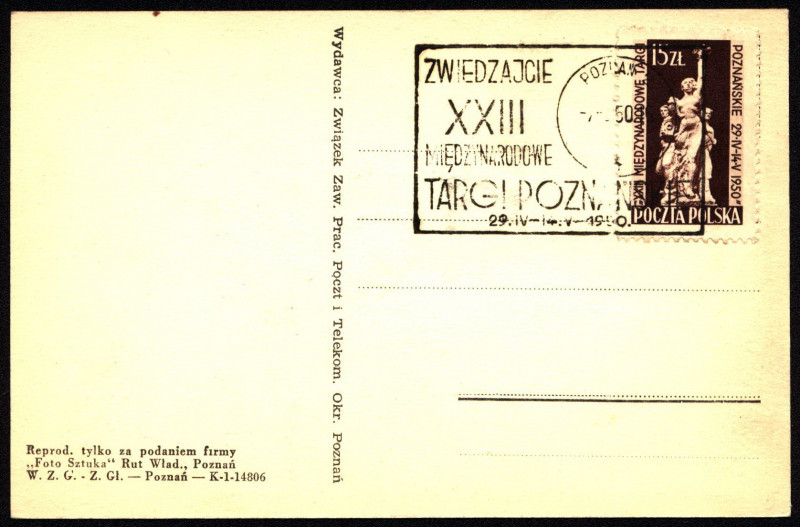 Wydawca: Związek Zaw. Prac. Poczt i Telekom. Okr. Poznań
ZWIEDZAJCIE
XXIII
MIĘDZYNARODOWE
TARGI POZNAŃ
29.IV-14.V-1950.
POZNAŃ
50
15 ZŁ
XXIII MIĘDZYNARODOWE TARGI
POZNAŃSKIE 29·IV-14·V 1950
POCZTA POLSKA
Reprod. tylko za podaniem firmy
„Foto Sztuka" Rut Wład., Poznań
W. Z. G. - Z. Gł. — Poznań — K-1-14806